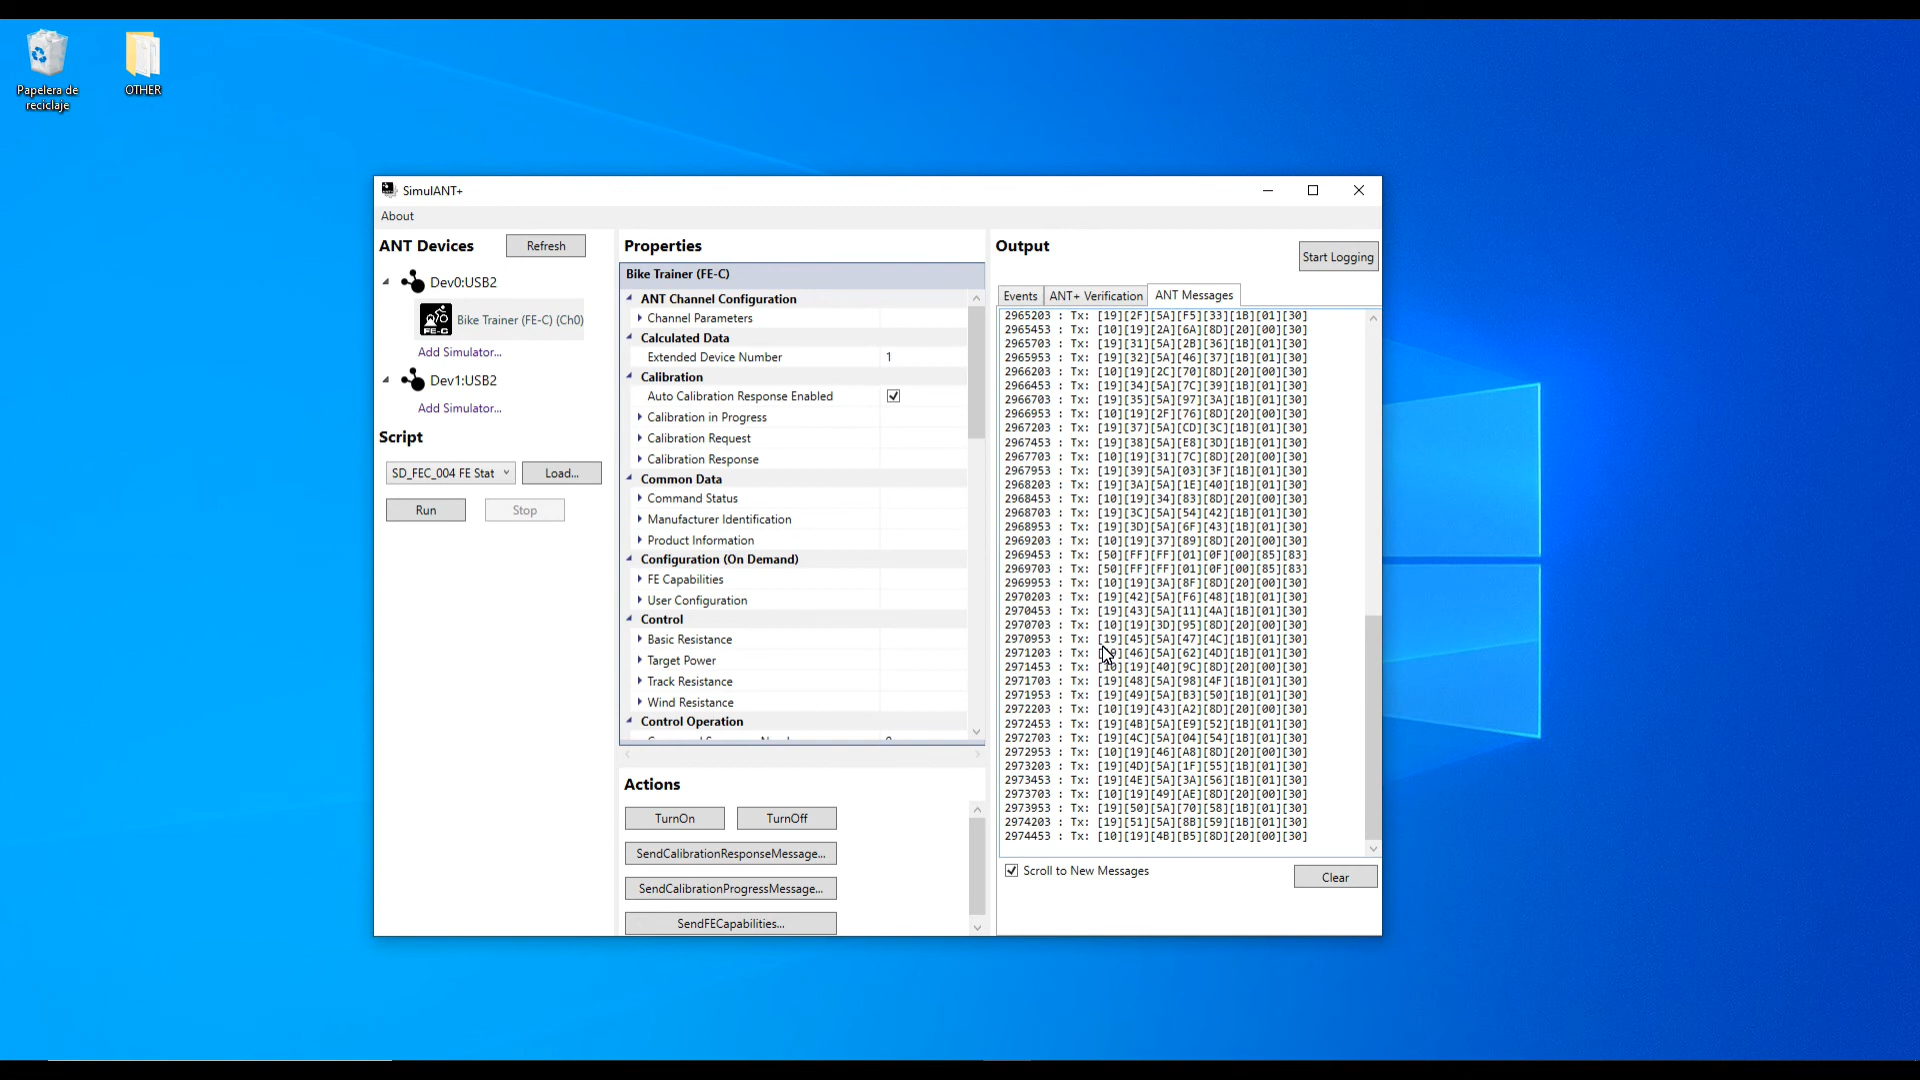 Papelera de
reciclaje
OTHER
SimulANT+
About
ANT Devices
Refresh
Dev0:USB2
FE-C
Bike Trainer (FE-C) (Ch0)
Add Simulator...
Dev1:USB2
Add Simulator...
Script
SD_FEC_004 FE Stat
Load...
Run
Stop
Properties
Bike Trainer (FE-C)
ANT Channel Configuration
Channel Parameters
Calculated Data
Extended Device Number 1
Calibration
Auto Calibration Response Enabled
Calibration in Progress
Calibration Request
Calibration Response
Common Data
Command Status
Manufacturer Identification
Product Information
Configuration (On Demand)
FE Capabilities
User Configuration
Control
Basic Resistance
Target Power
Track Resistance
Wind Resistance
Control Operation
Actions
TurnOn
TurnOff
SendCalibrationResponseMessage...
SendCalibrationProgressMessage...
SendFECapabilities...
Output
Start Logging
Events
ANT+ Verification
ANT Messages
2965203 : Tx: [19][2F][5A][F5][33][1B][01][30]
2965453 : Tx: [10][19][2A][6A][8D][20][00][30]
2965703 : Tx: [19][31][5A][2B][36][1B][01][30]
2965953 : Tx: [19][32][5A][46][37][1B][01][30]
2966203 : Tx: [10][19][2C][70][8D][20][00][30]
2966453 : Tx: [19][34][5A][7C][39][1B][01][30]
2966703 : Tx: [19][35][5A][97][3A][1B][01][30]
2966953 : Tx: [10][19][2F][76][8D][20][00][30]
2967203 : Tx: [19][37][5A][CD][3C][1B][01][30]
2967453 : Tx: [19][38][5A][E8][3D][1B][01][30]
2967703 : Tx: [10][19][31][7C][8D][20][00][30]
2967953 : Tx: [19][39][5A][03][3F][1B][01][30]
2968203 : Tx: [19][3A][5A][1E][40][1B][01][30]
2968453 : Tx: [10][19][34][83][8D][20][00][30]
2968703 : Tx: [19][3C][5A][54][42][1B][01][30]
2968953 : Tx: [19][3D][5A][6F][43][1B][01][30]
2969203 : Tx: [10][19][37][89][8D][20][00][30]
2969453 : Tx: [50][FF][FF][01][0F][00][85][83]
2969703 : Tx: [50][FF][FF][01][0F][00][85][83]
2969953 : Tx: [10][19][3A][8F][8D][20][00][30]
2970203 : Tx: [19][42][5A][F6][48][1B][01][30]
2970453 : Tx: [19][43][5A][11][4A][1B][01][30]
2970703 : Tx: [10][19][3D][95][8D][20][00][30]
2970953 : Tx: [19][45][5A][47][4C][1B][01][30]
2971203 : Tx: [19][46][5A][62][4D][1B][01][30]
2971453 : Tx: [10][19][40][9C][8D][20][00][30]
2971703 : Tx: [19][48][5A][98][4F][1B][01][30]
2971953 : Tx: [19][49][5A][B3][50][1B][01][30]
2972203 : Tx: [10][19][43][A2][8D][20][00][30]
2972453 : Tx: [19][4B][5A][E9][52][1B][01][30]
2972703 : Tx: [19][4C][5A][04][54][1B][01][30]
2972953 : Tx: [10][19][46][A8][8D][20][00][30]
2973203 : Tx: [19][4D][5A][1F][55][1B][01][30]
2973453 : Tx: [19][4E][5A][3A][56][1B][01][30]
2973703 : Tx: [10][19][49][AE][8D][20][00][30]
2973953 : Tx: [19][50][5A][70][58][1B][01][30]
2974203 : Tx: [19][51][5A][8B][59][1B][01][30]
2974453 : Tx: [10][19][4B][B5][8D][20][00][30]
Scroll to New Messages
Clear